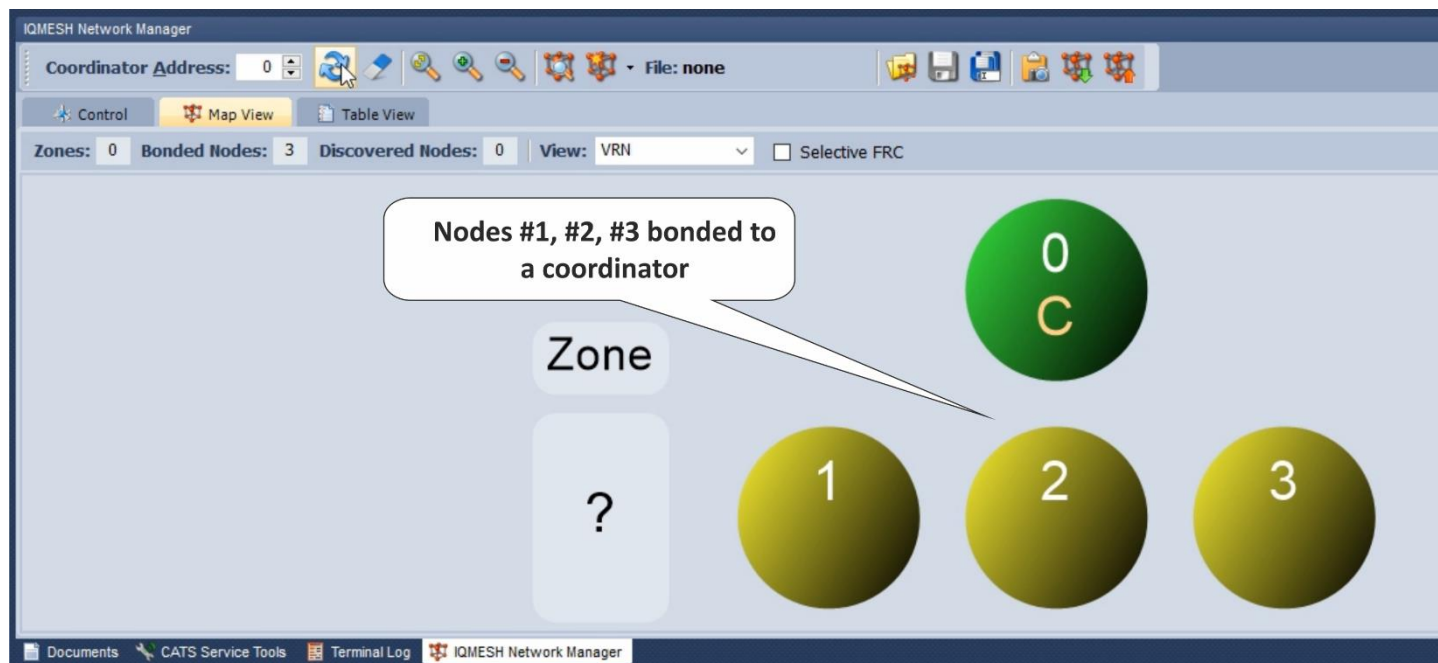 IQMESH Network Manager
Coordinator Address: 0 File: none
Control Map View Table View
Zones: 0 Bonded Nodes: 3 Discovered Nodes: 0 View: VRN Selective FRC
Nodes #1, #2, #3 bonded to
a coordinator
0
C
Zone
?
1 2 3
Documents CATS Service Tools Terminal Log IQMESH Network Manager